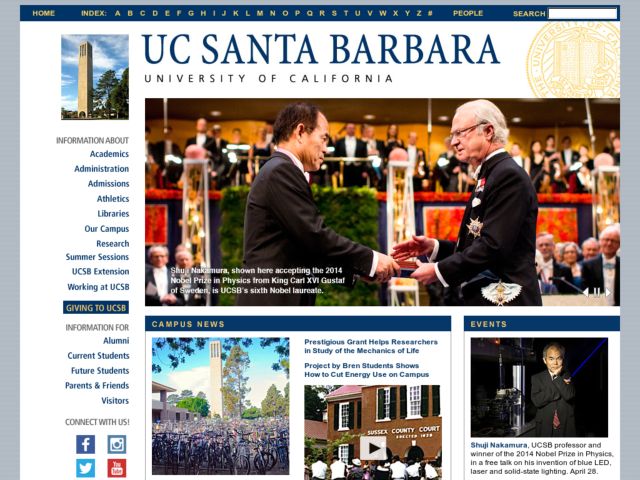 HOME
INDEX: A B C D E F G H I J K L M N O P Q R S T U V W X Y Z #
PEOPLE
SEARCH
UC SANTA BARBARA
UNIVERSITY OF CALIFORNIA
INFORMATION ABOUT
Academics
Administration
Admissions
Athletics
Libraries
Our Campus
Research
Summer Sessions
UCSB Extension
Working at UCSB
GIVING TO UCSB
INFORMATION FOR
Alumni
Current Students
Future Students
Parents & Friends
Visitors
CONNECT WITH US!
You
Tube
Shuji Nakamura, shown here accepting the 2014
Nobel Prize in Physics from King Carl XVI Gustaf
of Sweden, is UCSB's sixth Nobel laureate.
CAMPUS NEWS
Prestigious Grant Helps Researchers
in Study of the Mechanics of Life
Project by Bren Students Shows
How to Cut Energy Use on Campus
SUSSEX COUNTY COURT
ERECTED 1839
EVENTS
Shuji Nakamura, UCSB professor and
winner of the 2014 Nobel Prize in Physics,
in a free talk on his invention of blue LED,
laser and solid-state lighting. April 28.